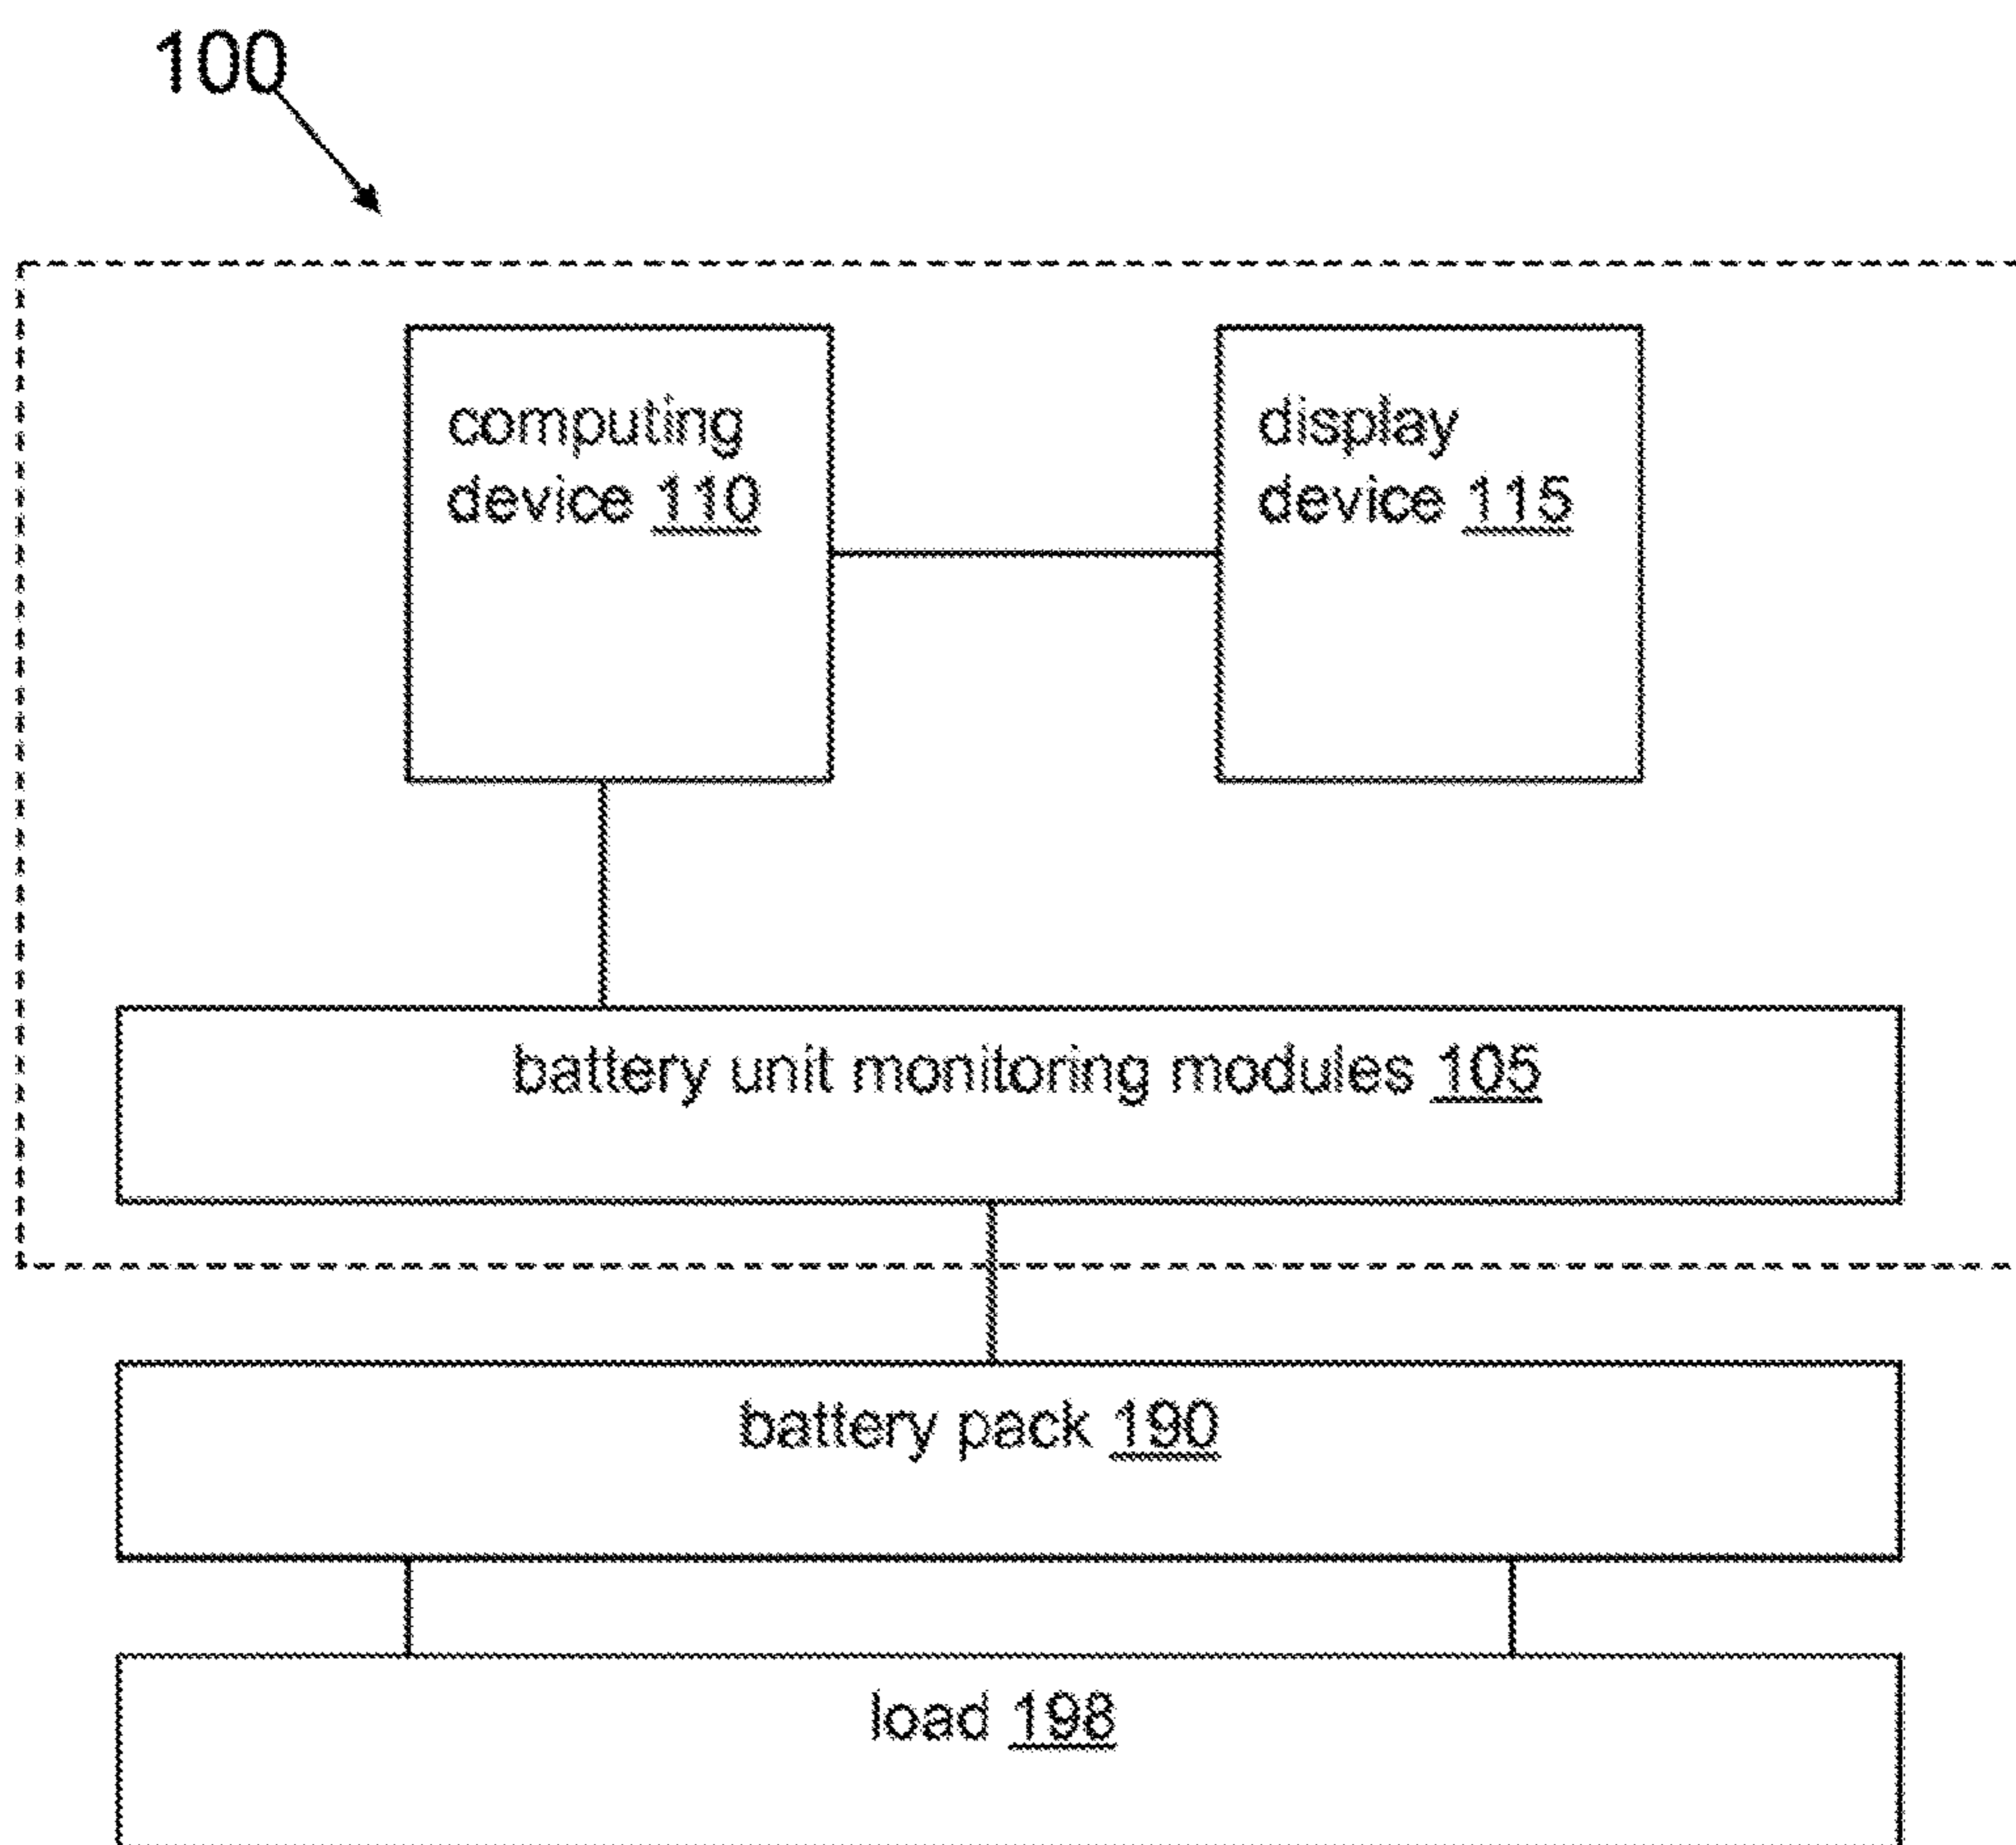 100
computing
device 110
display
device 115
battery unit monitoring modules 105
battery pack 190
load 198